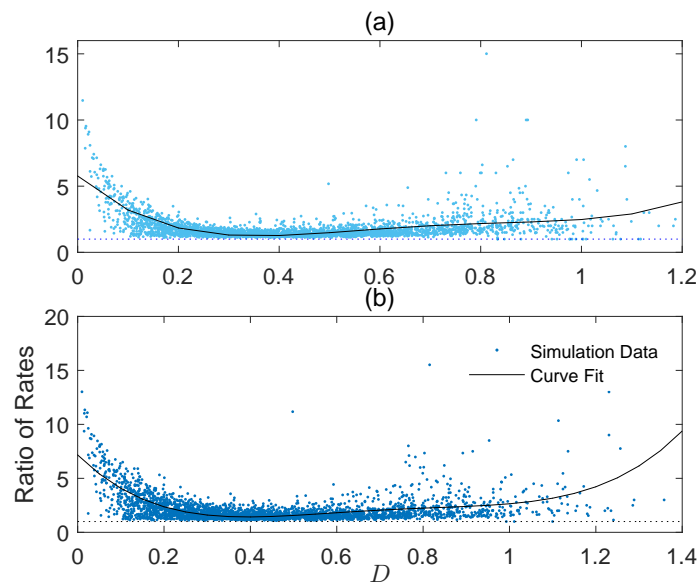 (a)
15
10
5
0
0 0.2 0.4 0.6 0.8 1 1.2
(b)
20
15
10
5
0
Ratio of Rates
Simulation Data
Curve Fit
0 0.2 0.4 0.6 0.8 1 1.2 1.4
D